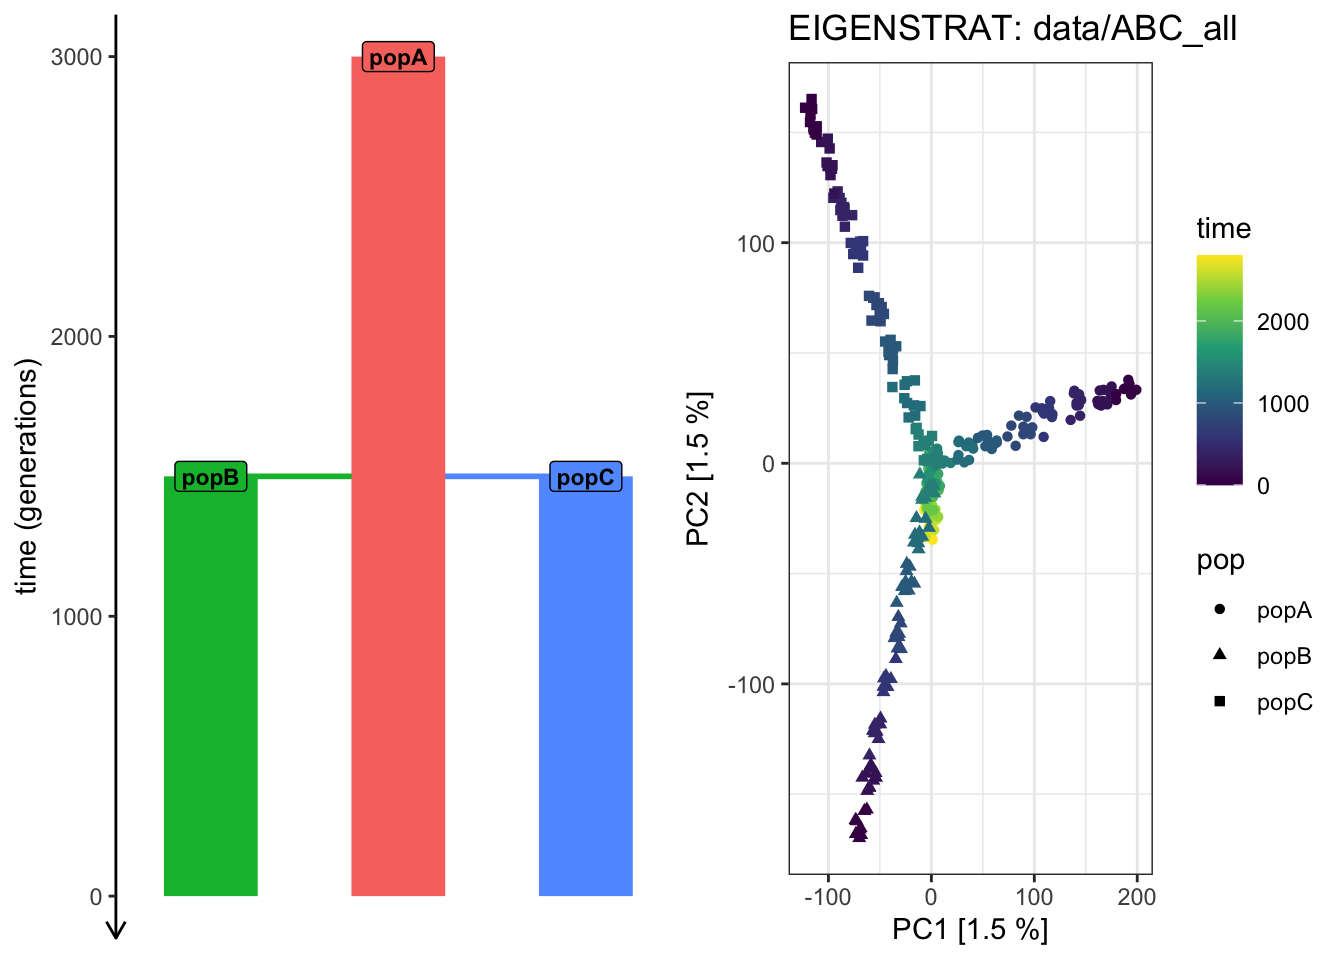 time (generations)
3000
2000
1000
0
popA
popB
popC
EIGENSTRAT: data/ABC_all
PC2 [1.5 %]
100
0
-100
-100
0
100
200
PC1 [1.5 %]
time
2000
1000
0
pop
popA
popB
popC